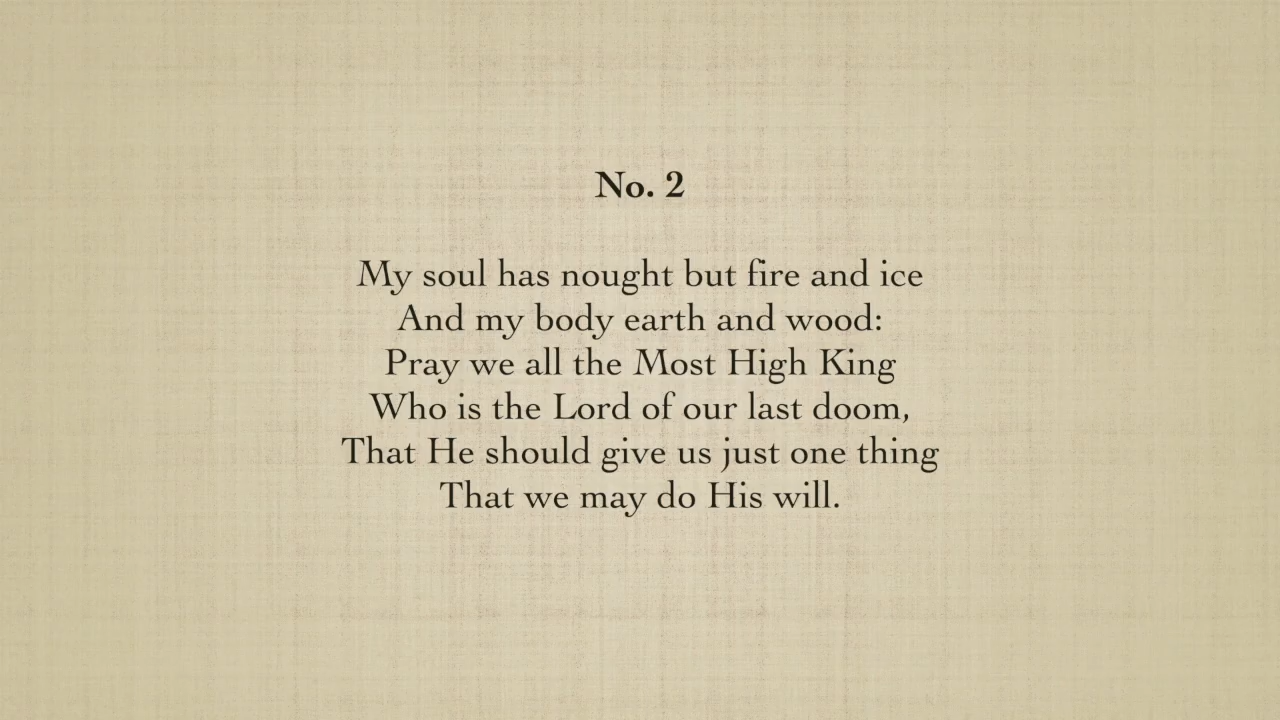 No. 2
My soul has nought but fire and ice
And my body earth and wood:
Pray we all the Most High King
Who is the Lord of our last doom,
That He should give us just one thing
That we may do His will.